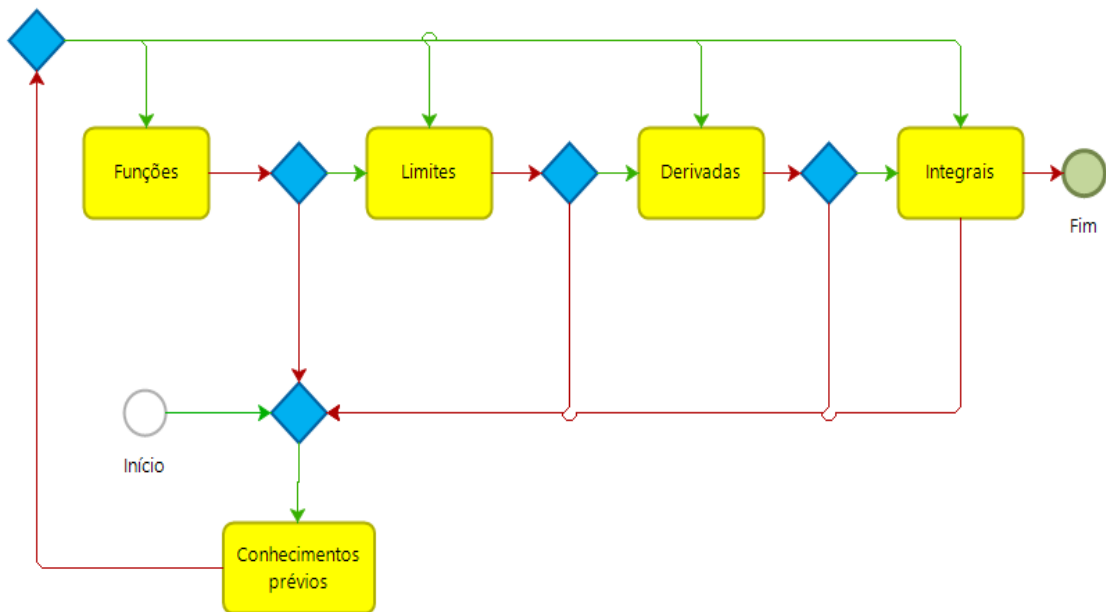 Funções
Limites
Derivadas
Integrais
Fim
Início
Conhecimentos
prévios